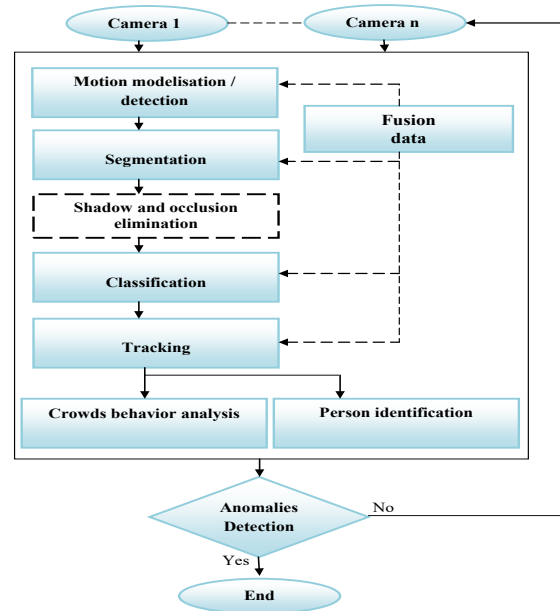 Camera 1
Camera n
Motion modelisation /
detection
Fusion
data
Segmentation
Shadow and occlusion
elimination
Classification
Tracking
Crowds behavior analysis
Person identification
Anomalies
Detection
No
Yes
End